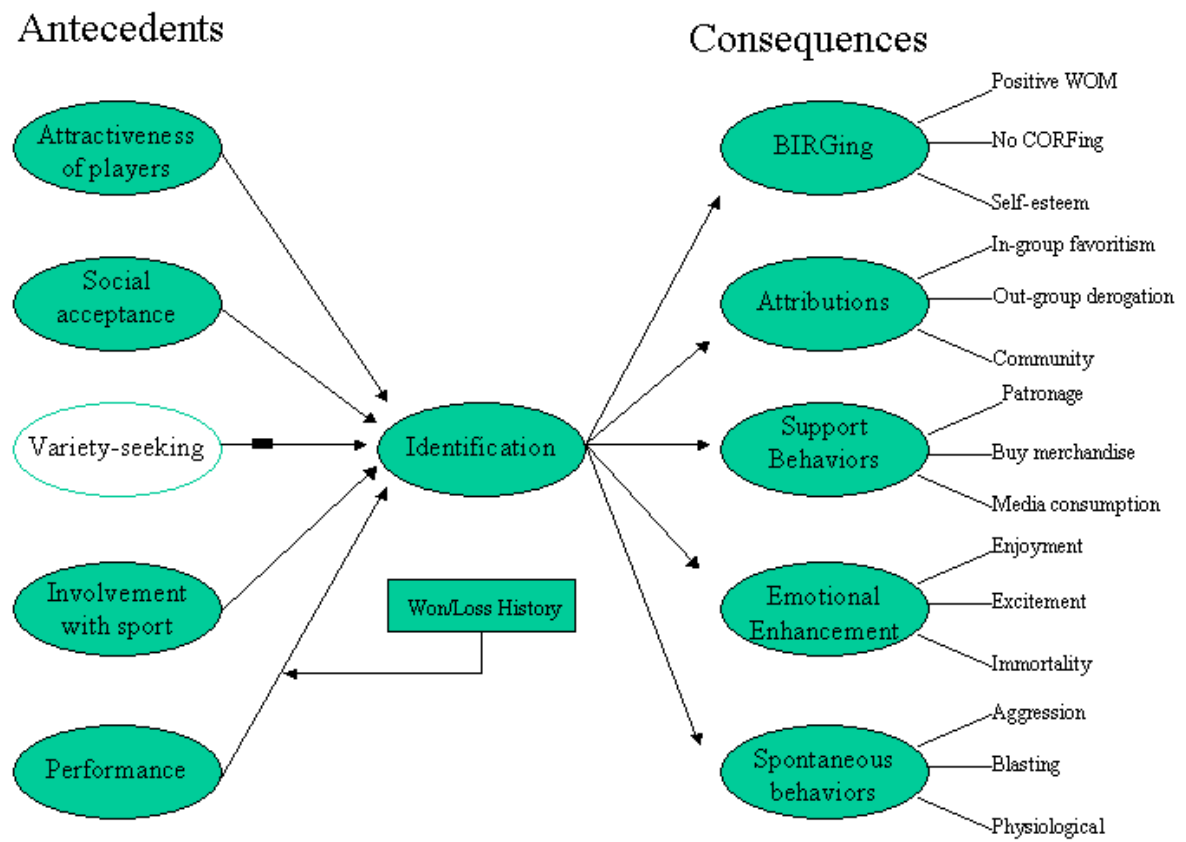 Antecedents
Consequences
Attractiveness
of players
Social
acceptance
Variety-seeking
Involvement
with sport
Performance
Identification
Won/Loss History
BIRGing
Positive WOM
No CORFing
Self-esteem
Attributions
In-group favoritism
Out-group derogation
Community
Support
Behaviors
Patronage
Buy merchandise
Media consumption
Emotional
Enhancement
Enjoyment
Excitement
Immortality
Spontaneous
behaviors
Aggression
Blasting
Physiological